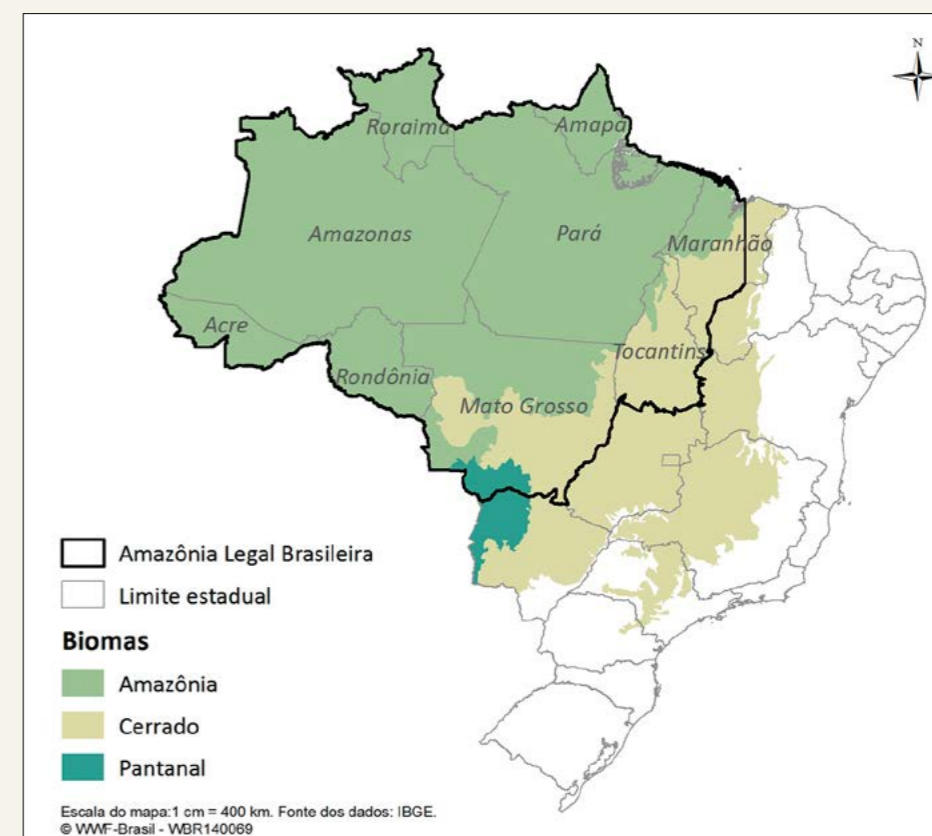 N
Roraima
Amapá
Amazonas
Pará
Maranhão
Acre
Tocantins
Rondônia
Mato Grosso
Amazônia Legal Brasileira
Limite estadual
Biomas
Amazônia
Cerrado
Pantanal
Escala do mapa:1 cm = 400 km. Fonte dos dados: IBGE.
© WWF-Brasil - WBR140069